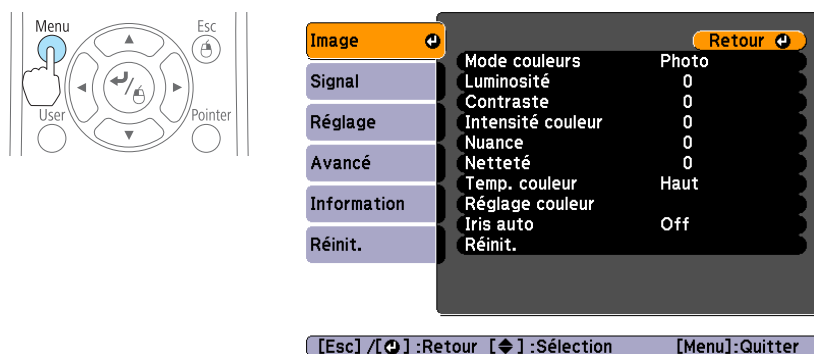 Menu Esc
User Pointer
Image
Signal
Réglage
Avancé
Information
Réinit.
Retour
Mode couleurs Photo
Luminosité 0
Contraste 0
Intensité couleur 0
Nuance 0
Netteté 0
Temp. couleur Haut
Réglage couleur
Iris auto Off
Réinit.
[Esc] /[ ] :Retour [ ] :Sélection [Menu]:Quitter